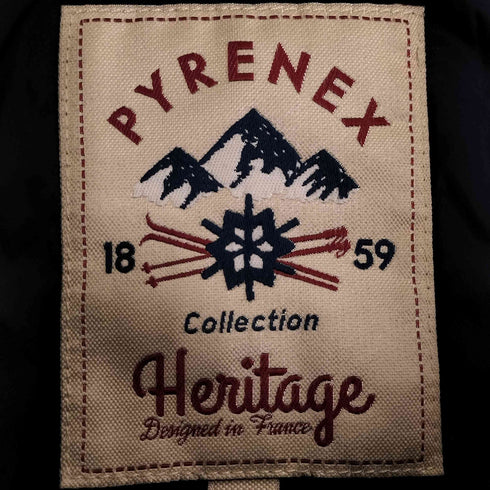 PYRENEX
18 59
Collection
Heritage
Designed in France